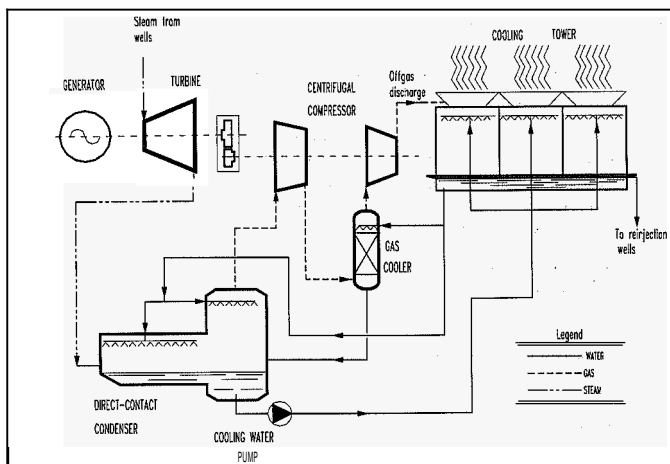 Steam from
wells
GENERATOR
TURBINE
CENTRIFUGAL
COMPRESSOR
Offgas
discharge
COOLING TOWER
GAS
COOLER
To reinjection
wells
DIRECT-CONTACT
CONDENSER
COOLING WATER
PUMP
Legend
WATER
GAS
STEAM